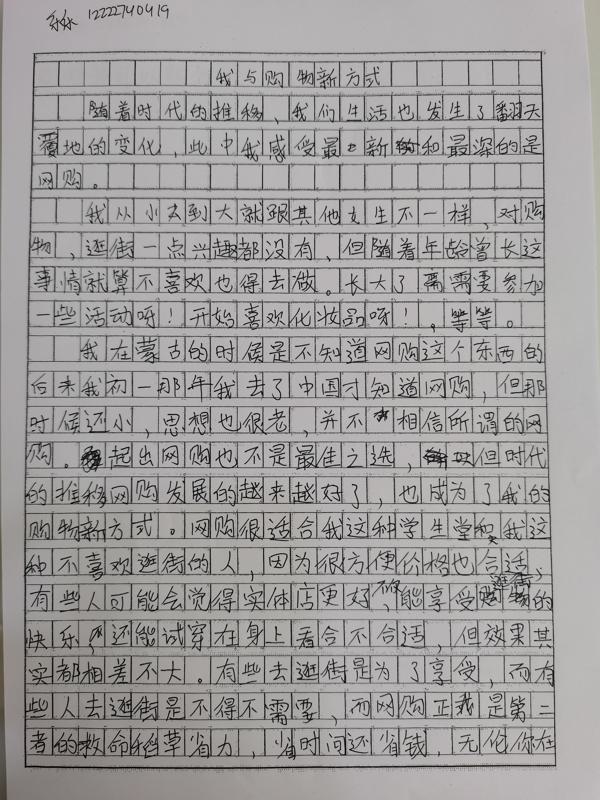 12222740419
我与购物新方式
随着时代的推移，我们生活也发生了翻天
覆地的变化，此中我感受最新和最深的是
网购。
我从小去到大就跟其他女生不一样，对购
物，逛街一点兴趣都没有，但随着年龄曾长这
事情就算不喜欢也得去做。长大了需要参加
一些活动呀！开始喜欢化妆品呀！，等等。
我在蒙古的时侯是不知道网购这个东西的
后来我初一那年我去了中国才知道网购，但那
时候还小，思想也很老，并不相信所谓的网
购。起出网购也不是最佳之选，但时代
的推移网购发展的越来越好了，也成为了我的
购物新方式。网购很适合我这种学生党和我这
种不喜欢逛街的人，因为很方便价格也合适，
有些人可能会觉得实体店更好，不仅能享受逛街的
快乐，还能试穿在身上看合不合适，但效果其
实都相差不大。有些去逛街是为了享受，而有
些人去逛街是不得不需要，而网购正是第二
者的救命稻草省力，省时间还省钱，无伦你在